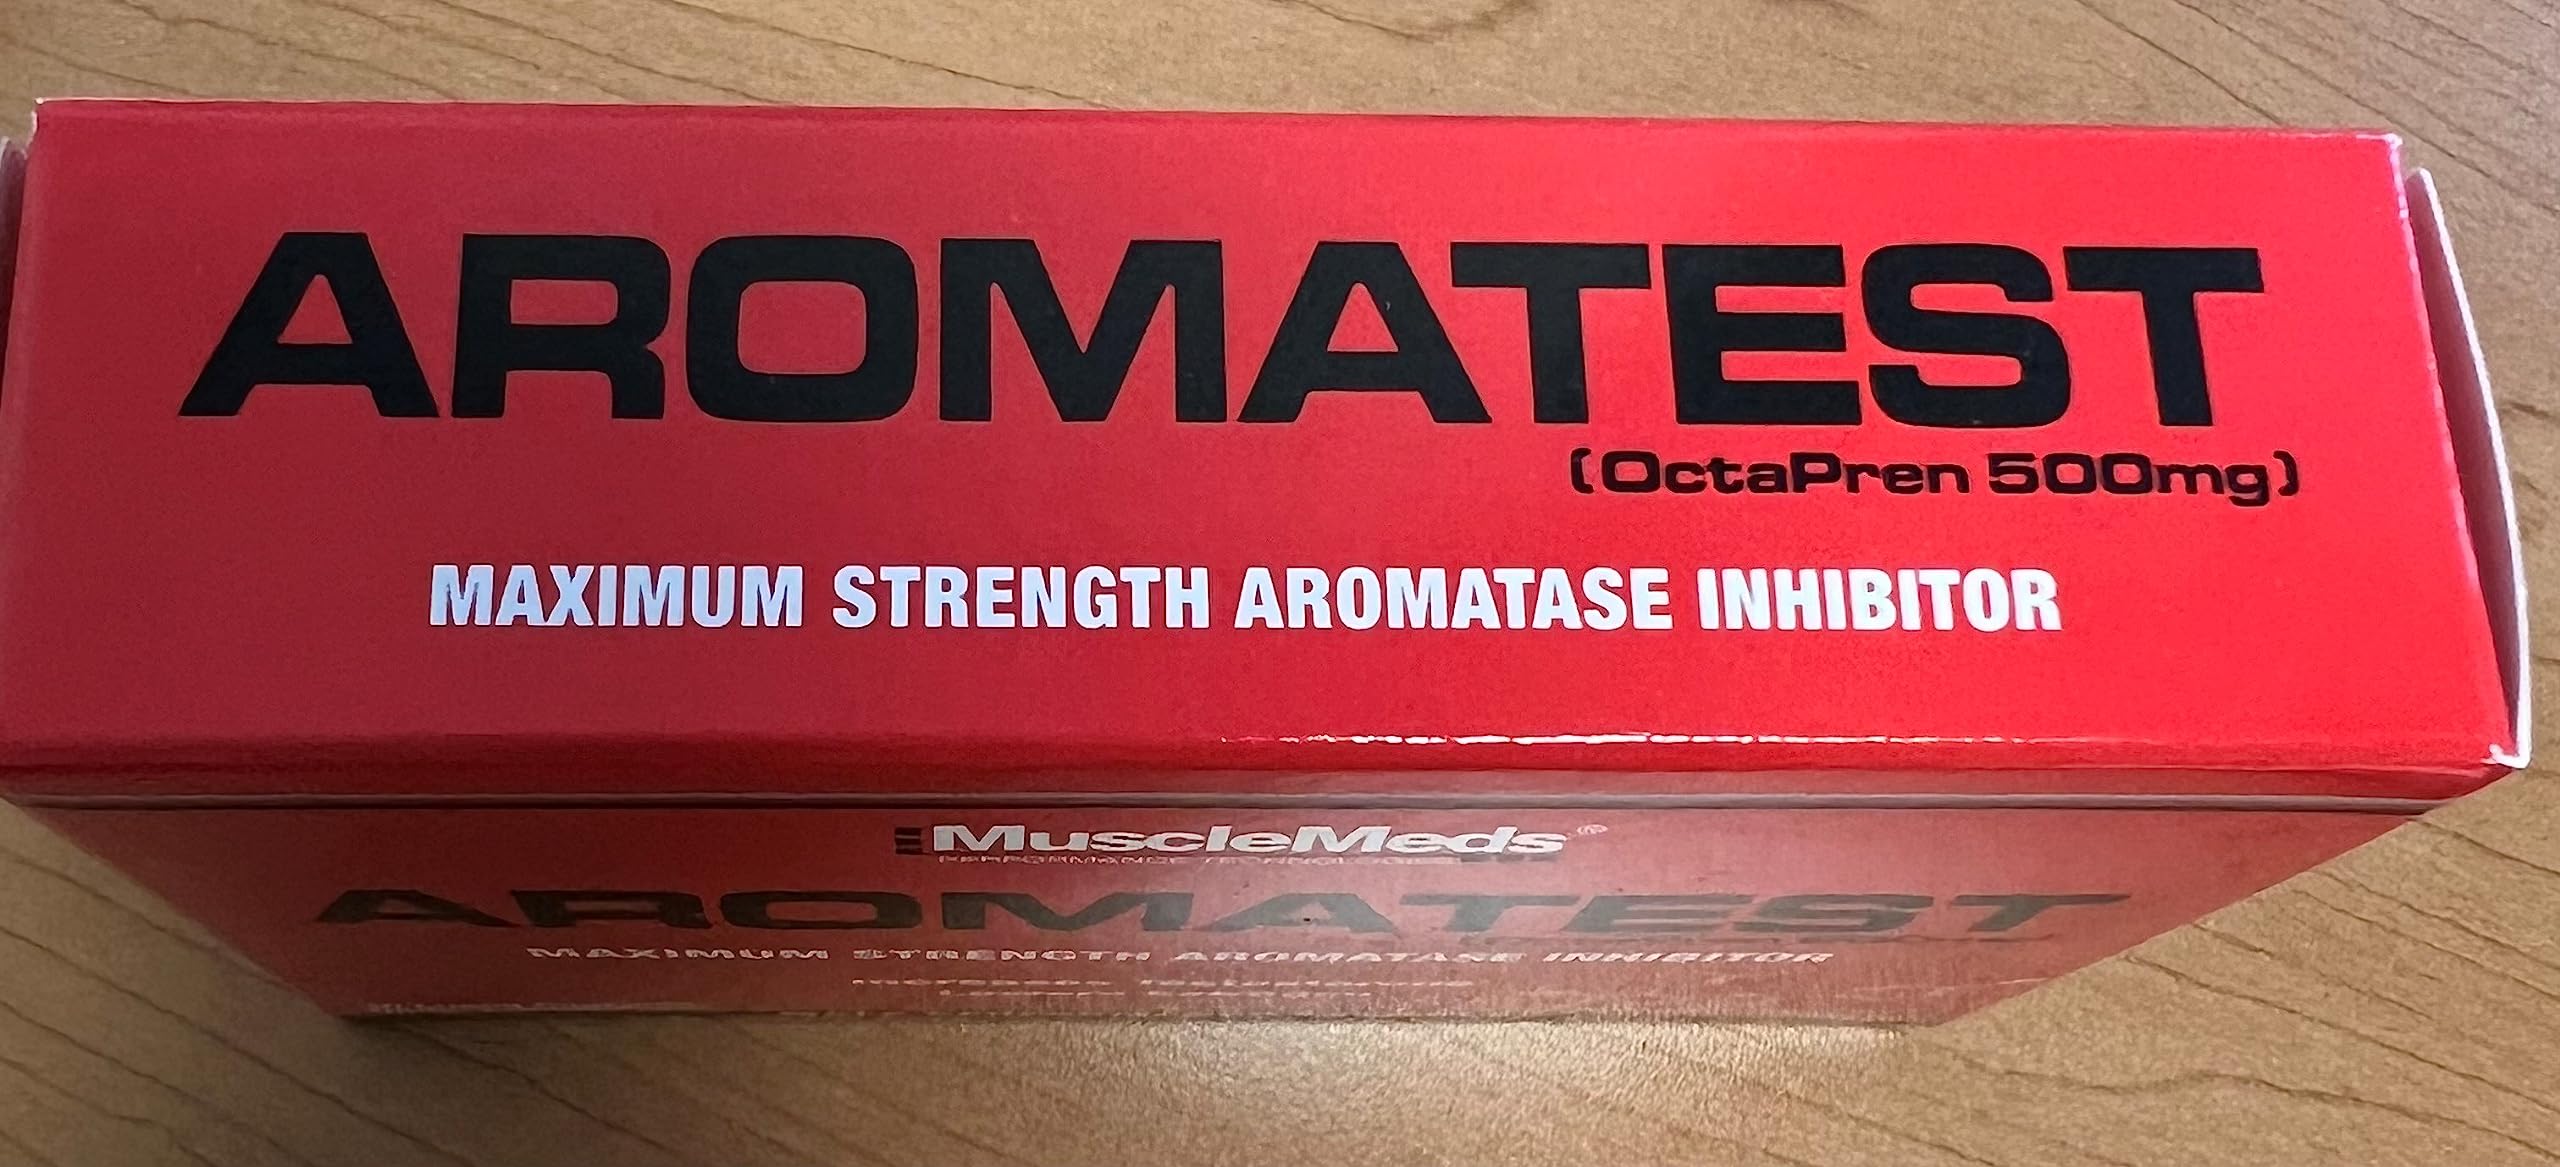 AROMATEST
(OctaPren 500mg)
MAXIMUM STRENGTH AROMATASE INHIBITOR
MuscleMeds®
AROMATEST
MAXIMUM STRENGTH AROMATASE INHIBITOR